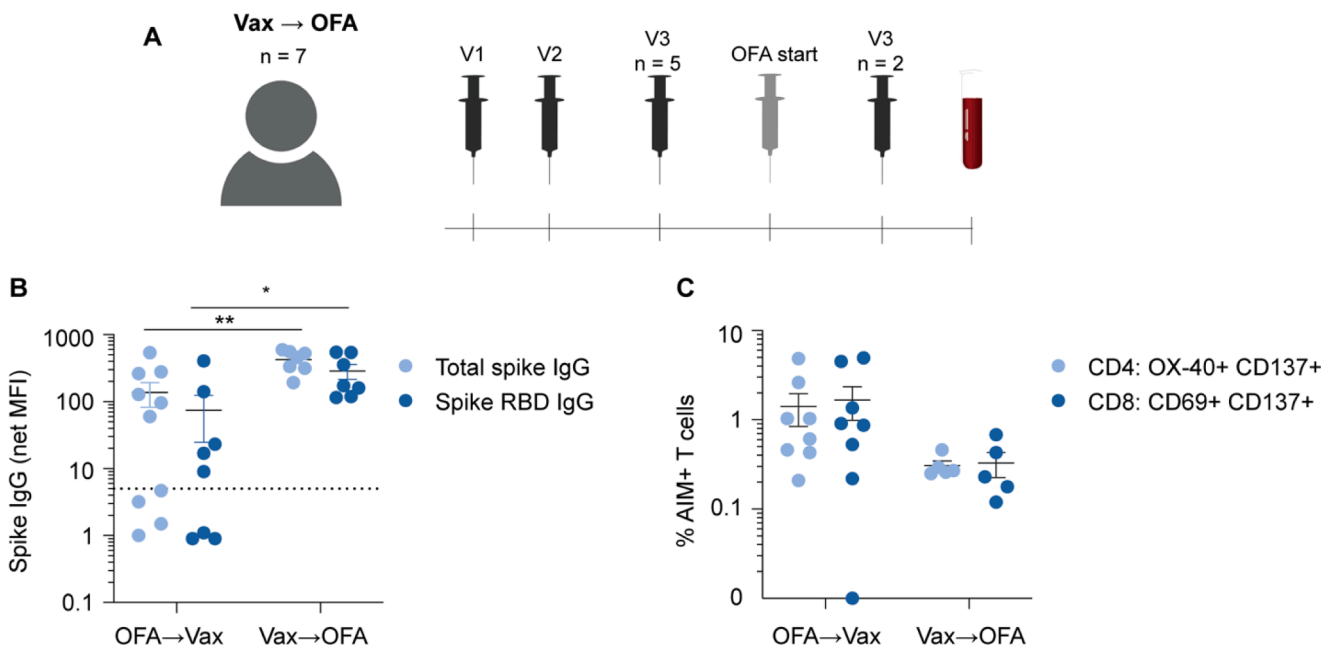 A
Vax → OFA
n = 7
V1
V2
V3
n = 5
OFA start
V3
n = 2
B
*
**
Spike IgG (net MFI)
1000
100
10
1
0.1
OFA→Vax
Vax→OFA
Total spike IgG
Spike RBD IgG
C
% AIM+ T cells
10
1
0.1
0
OFA→Vax
Vax→OFA
CD4: OX-40+ CD137+
CD8: CD69+ CD137+